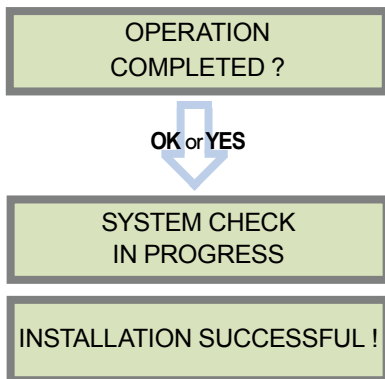 OPERATION
COMPLETED ?
OK or YES
SYSTEM CHECK
IN PROGRESS
INSTALLATION SUCCESSFUL !